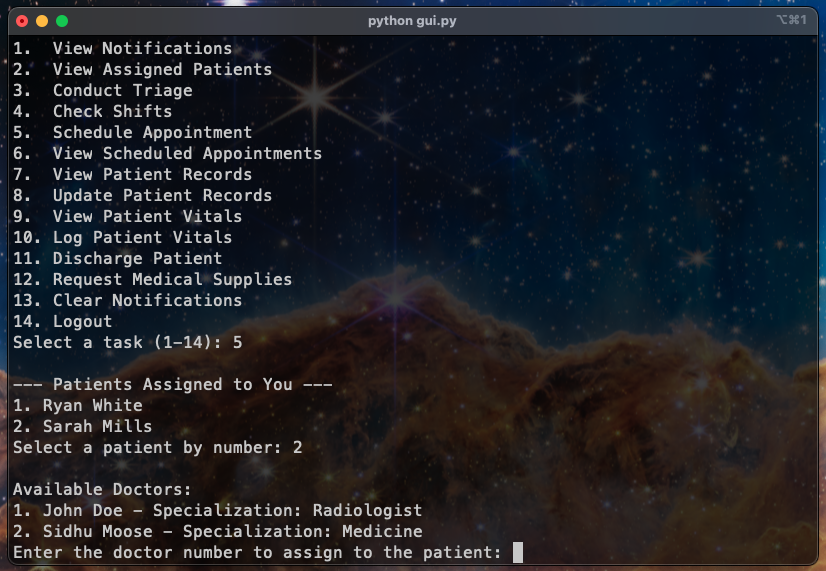 python gui.py
⌥⌘1
1.  View Notifications
2.  View Assigned Patients
3.  Conduct Triage
4.  Check Shifts
5.  Schedule Appointment
6.  View Scheduled Appointments
7.  View Patient Records
8.  Update Patient Records
9.  View Patient Vitals
10. Log Patient Vitals
11. Discharge Patient
12. Request Medical Supplies
13. Clear Notifications
14. Logout
Select a task (1-14): 5
--- Patients Assigned to You ---
1. Ryan White
2. Sarah Mills
Select a patient by number: 2
Available Doctors:
1. John Doe - Specialization: Radiologist
2. Sidhu Moose - Specialization: Medicine
Enter the doctor number to assign to the patient: